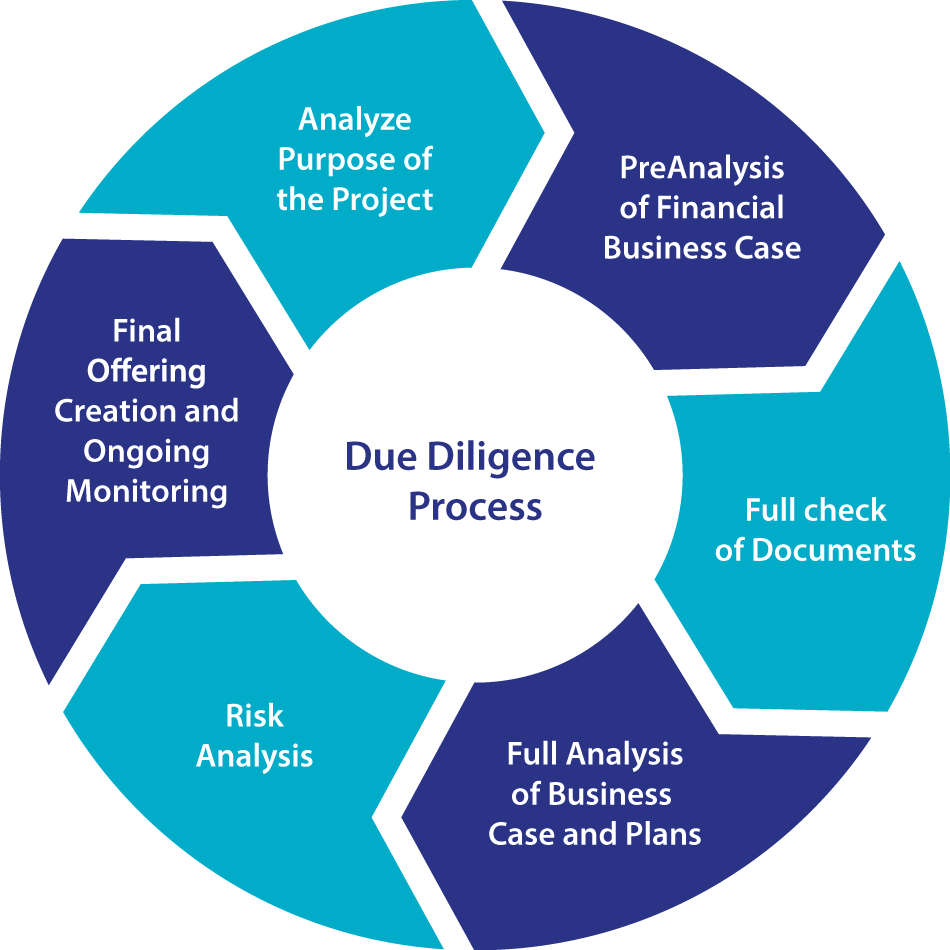 Analyze
Purpose of
the Project
PreAnalysis
of Financial
Business Case
Full check
of Documents
Full Analysis
of Business
Case and Plans
Risk
Analysis
Final
Offering
Creation and
Ongoing
Monitoring
Due Diligence
Process